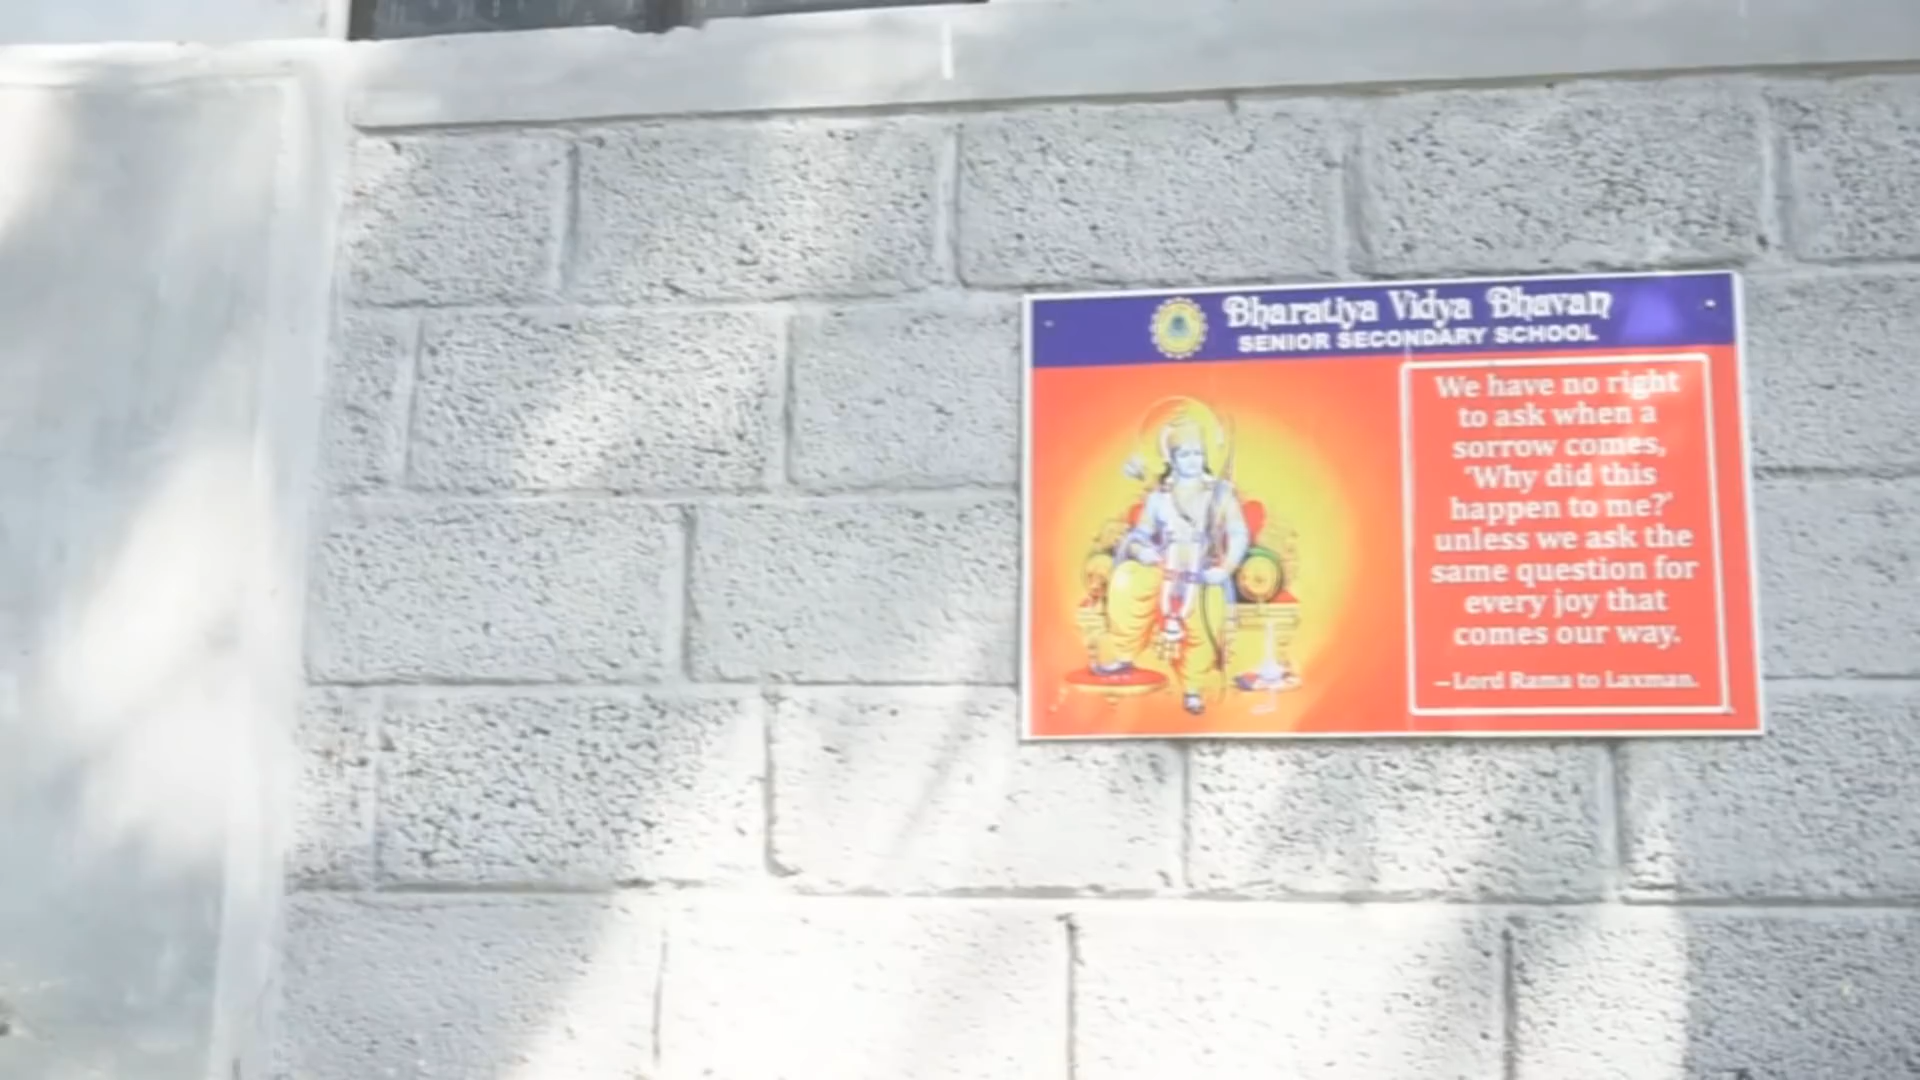 Bharatiya Vidya Bhavan
SENIOR SECONDARY SCHOOL
We have no right
to ask when a
sorrow comes,
'Why did this
happen to me?'
unless we ask the
same question for
every joy that
comes our way.
–Lord Rama to Laxman.